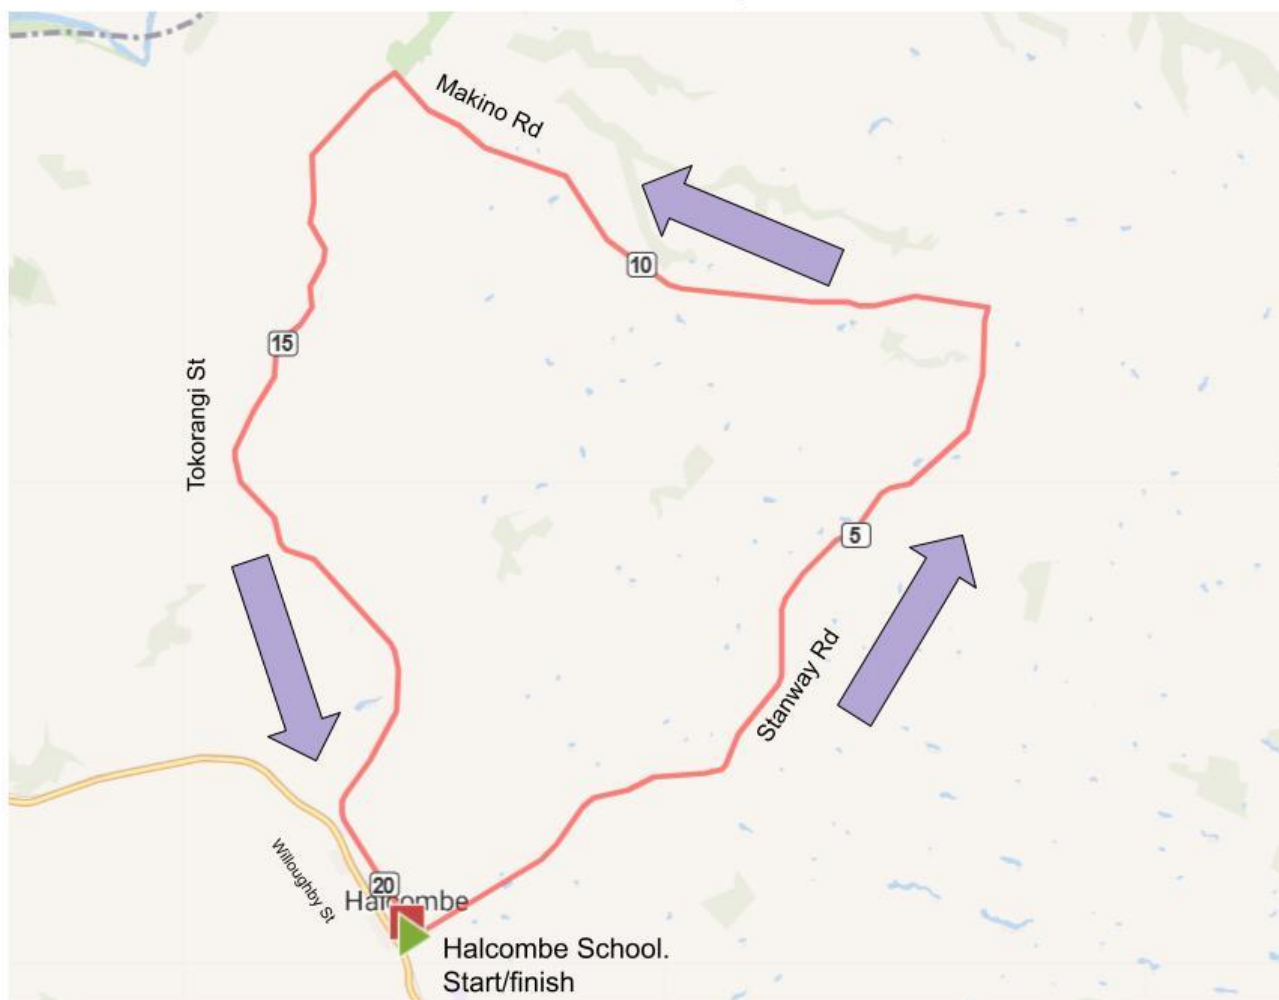 Makino Rd
10
15
Tokorangi St
5
Stanway Rd
Willoughby St
20
Halcombe
Halcombe School.
Start/finish